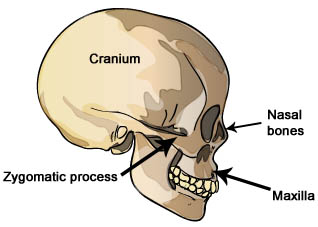 Cranium
Nasal
bones
Zygomatic process
Maxilla